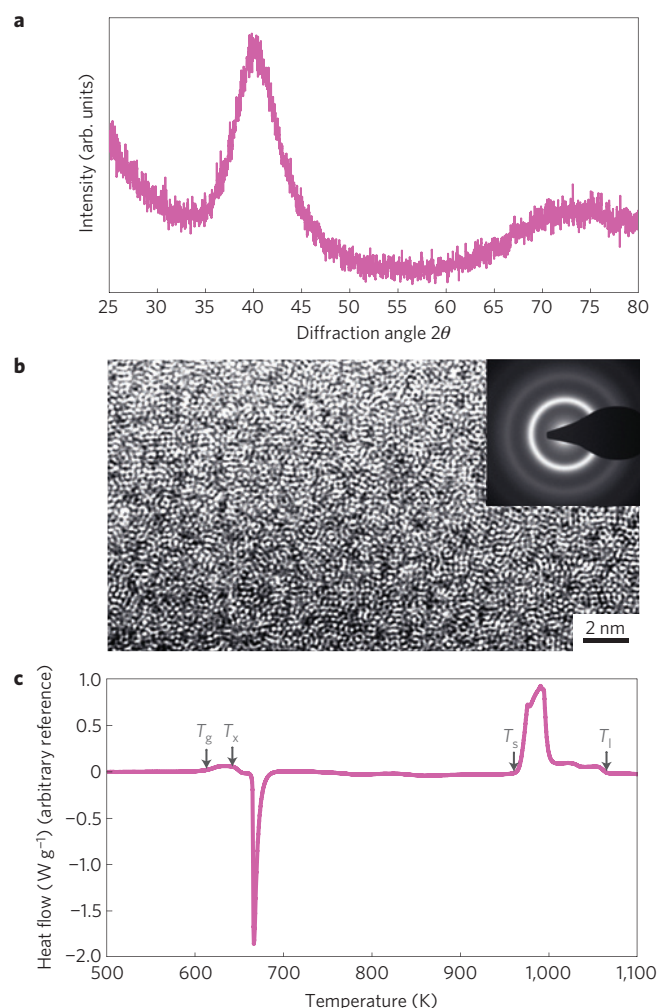 a
Intensity (arb. units)
25 30 35 40 45 50 55 60 65 70 75 80
Diffraction angle 2θ
b
2 nm
c
Heat flow (W g⁻¹) (arbitrary reference)
1.0
0.5
0
−0.5
−1.0
−1.5
−2.0
Tg Tx Ts Tl
500 600 700 800 900 1,000 1,100
Temperature (K)